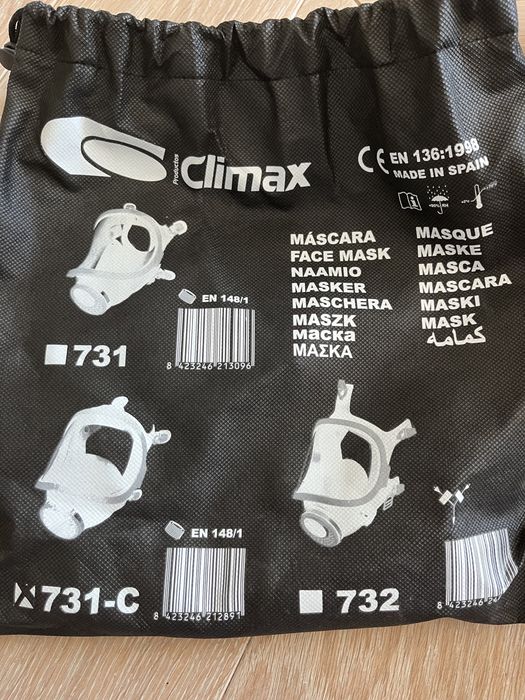 Productos
Climax
CE EN 136:1998
MADE IN SPAIN
MÁSCARA
FACE MASK
NAAMIO
MASKER
MASCHERA
MASZK
маска
ΜΑΣΚΑ
MASQUE
MASKE
MASCA
MASCARA
MASKI
MASK
كمامه
EN 148/1
731
8 423246 213096
EN 148/1
731-C
8 423246 212891
732
8 423246